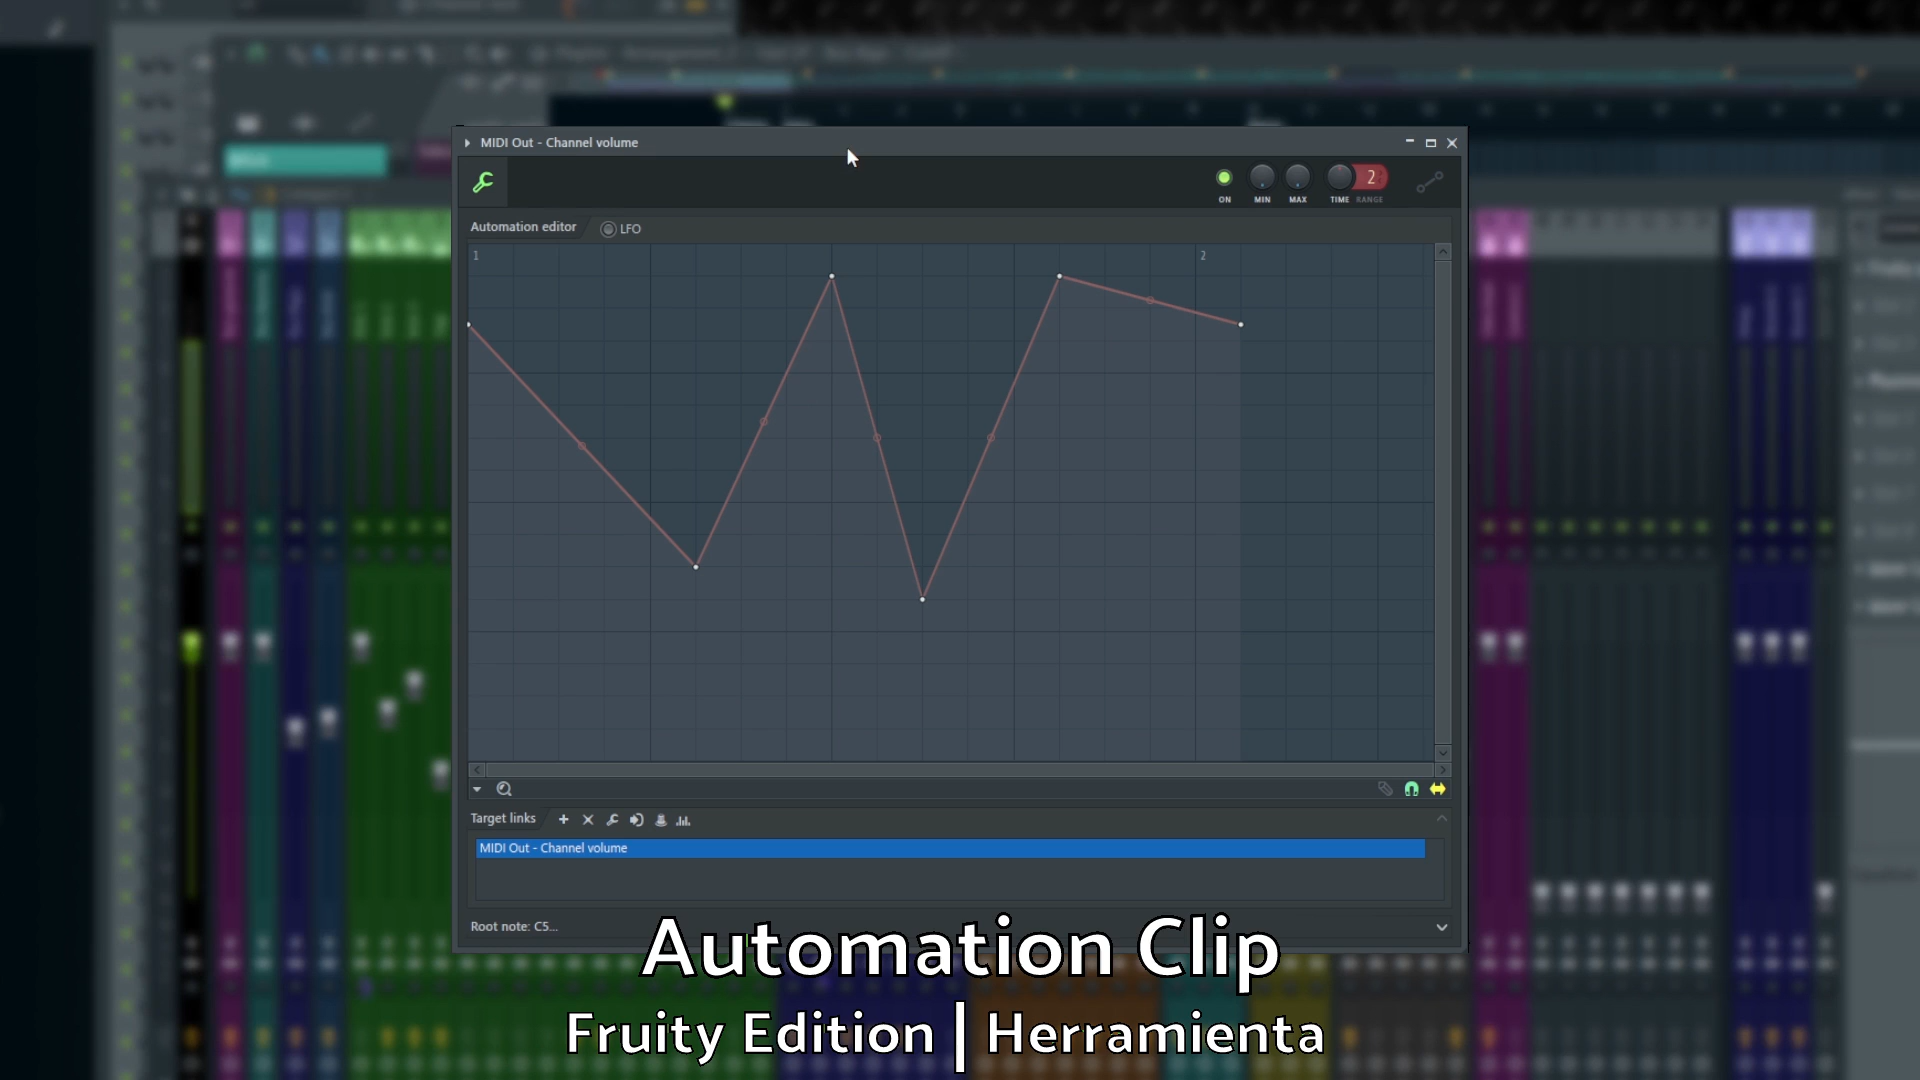 MIDI Out - Channel volume
2
ON MIN MAX TIME RANGE
Automation editor LFO
1 2
Target links
MIDI Out - Channel volume
Root note: C5...
Automation Clip
Fruity Edition | Herramienta